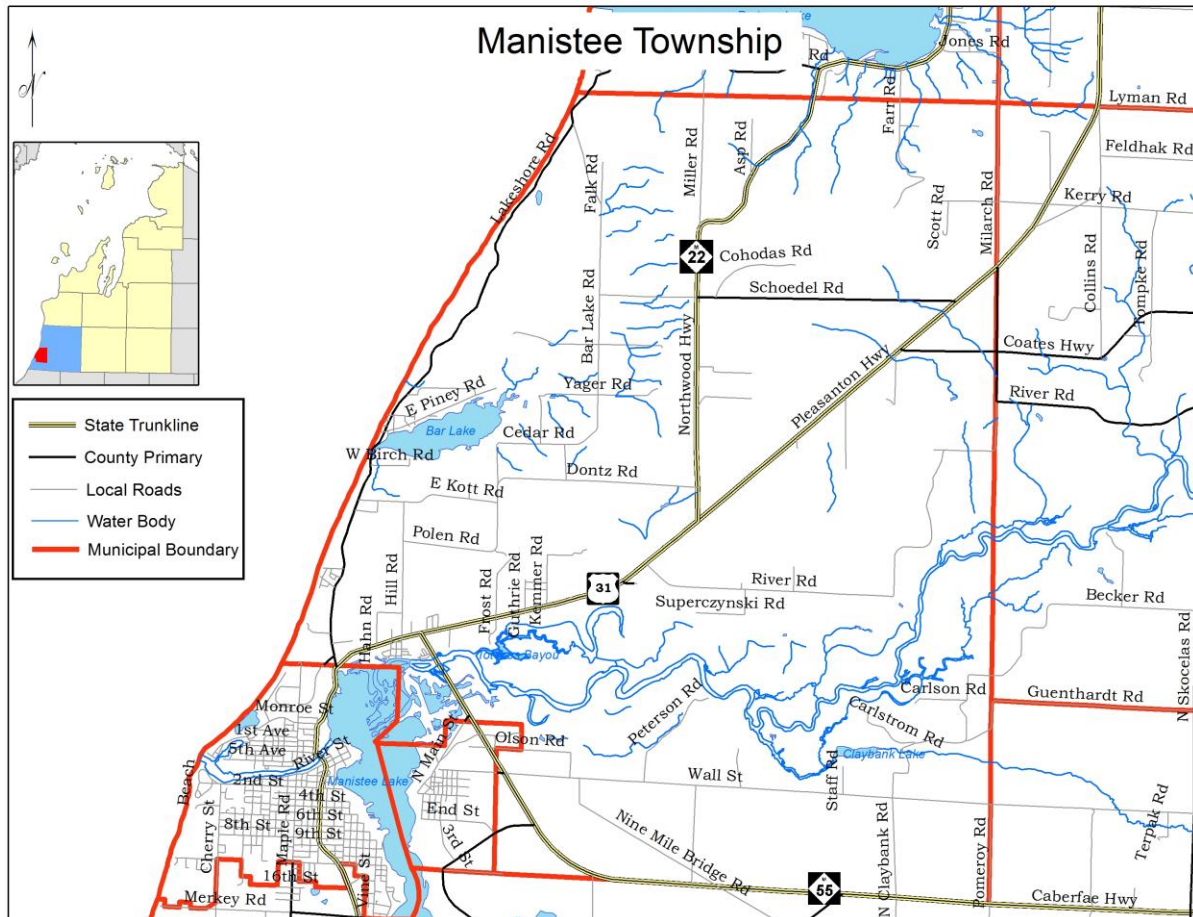 Manistee Township
Jones Rd
Rd
Lyman Rd
Farr Rd
Feldhak Rd
Miller Rd
Asp Rd
Falk Rd
Lakeshore Rd
Scott Rd
Milarch Rd
Kerry Rd
M
22
Cohodas Rd
Schoedel Rd
Collins Rd
Tompke Rd
Bar Lake Rd
Northwood Hwy
Pleasanton Hwy
Coates Hwy
River Rd
E Piney Rd
Yager Rd
Bar Lake
Cedar Rd
W Birch Rd
Dontz Rd
E Kott Rd
Polen Rd
State Trunkline
County Primary
Local Roads
Water Body
Municipal Boundary
Hill Rd
Hahn Rd
Frost Rd
Guthrie Rd
Kemmer Rd
31
River Rd
Superczynski Rd
Becker Rd
N Skocelas Rd
Bayou
Carlson Rd
Guenthardt Rd
Peterson Rd
Carlstrom Rd
Monroe St
1st Ave
5th Ave
River St
N Main St
Olson Rd
Claybank Lake
Beach
2nd St
Manistee Lake
Wall St
Staff Rd
4th St
6th St
8th St
9th St
End St
3rd St
Cherry St
Maple Rd
16th St
Vine St
Merkey Rd
Nine Mile Bridge Rd
M
55
N Claybank Rd
Pomeroy Rd
Terpak Rd
Caberfae Hwy